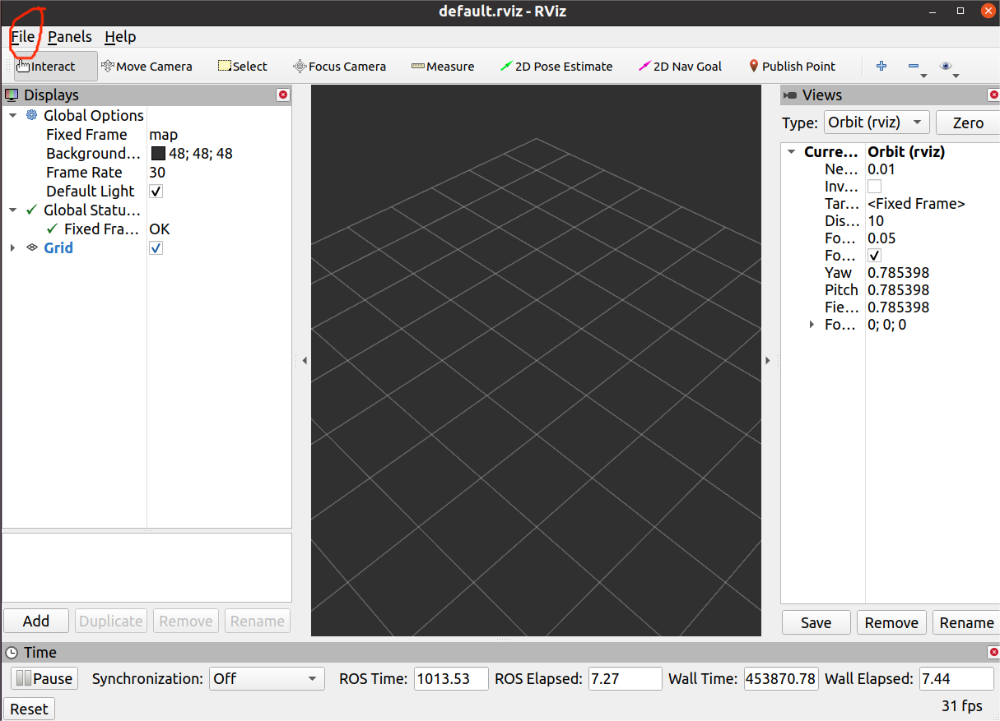 default.rviz - RViz
File Panels Help
Interact Move Camera Select Focus Camera Measure 2D Pose Estimate 2D Nav Goal Publish Point
Displays
Global Options
Fixed Frame map
Background... 48; 48; 48
Frame Rate 30
Default Light
Global Statu...
Fixed Fra... OK
Grid
Add Duplicate Remove Rename
Views
Type: Orbit (rviz) Zero
Curre... Orbit (rviz)
Ne... 0.01
Inv...
Tar... <Fixed Frame>
Dis... 10
Fo... 0.05
Fo...
Yaw 0.785398
Pitch 0.785398
Fie... 0.785398
Fo... 0; 0; 0
Save Remove Rename
Time
Pause Synchronization: Off ROS Time: 1013.53 ROS Elapsed: 7.27 Wall Time: 453870.78 Wall Elapsed: 7.44
Reset 31 fps